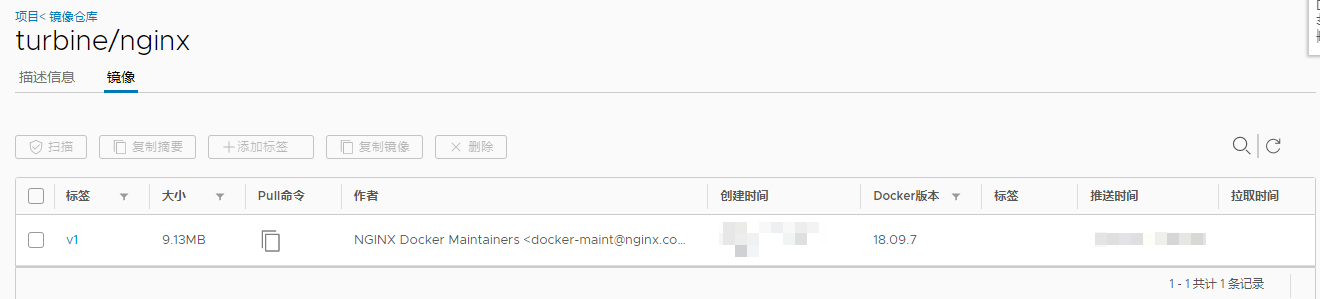 项目< 镜像仓库
turbine/nginx
描述信息 镜像
扫描 复制摘要 +添加标签 复制镜像 × 删除
标签 大小 Pull命令 作者 创建时间 Docker版本 标签 推送时间 拉取时间
v1 9.13MB NGINX Docker Maintainers <docker-maint@nginx.co... 18.09.7
1 - 1 共计 1 条记录